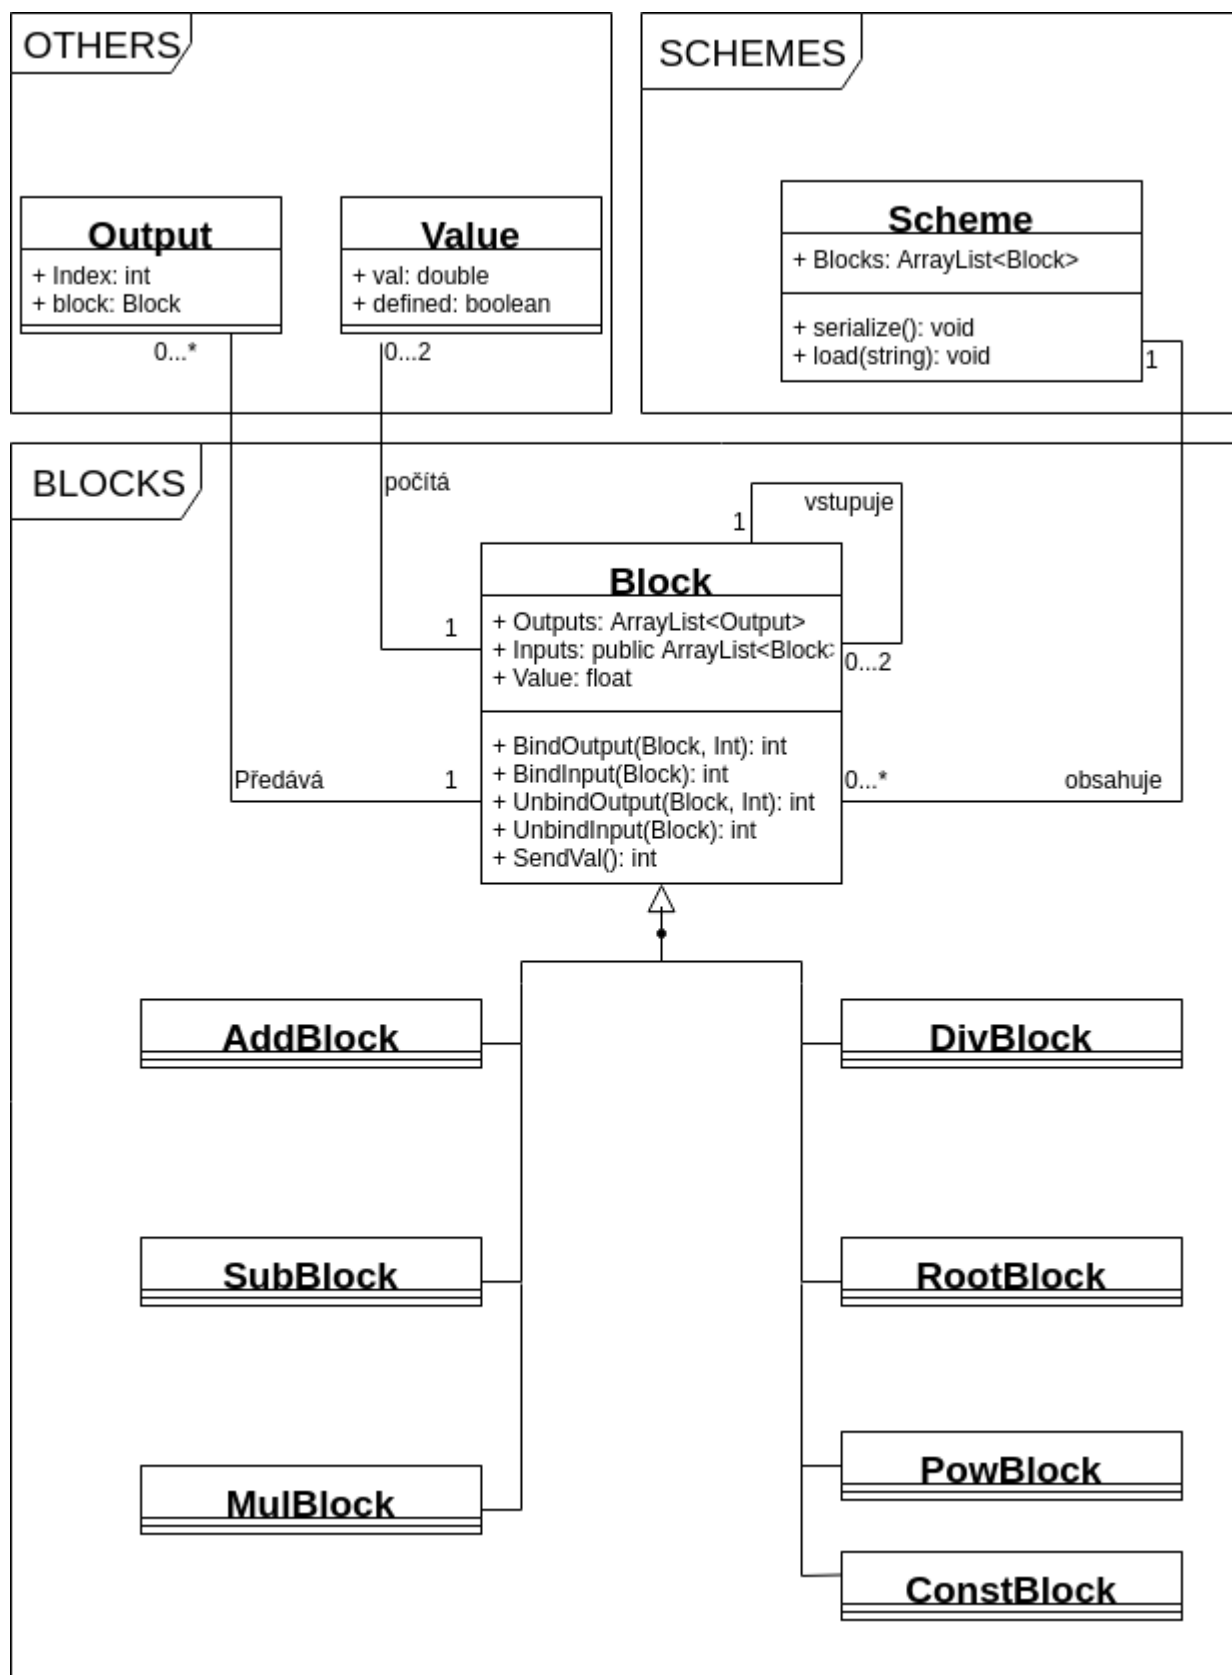 OTHERS
SCHEMES
Output
+ Index: int
+ block: Block
Value
+ val: double
+ defined: boolean
Scheme
+ Blocks: ArrayList<Block>
+ serialize(): void
+ load(string): void
0...*
0...2
1
BLOCKS
počítá
vstupuje
1
Block
+ Outputs: ArrayList<Output>
+ Inputs: public ArrayList<Block>
+ Value: float
1
0...2
+ BindOutput(Block, Int): int
+ BindInput(Block): int
+ UnbindOutput(Block, Int): int
+ UnbindInput(Block): int
+ SendVal(): int
Předává
1
0...*
obsahuje
AddBlock
DivBlock
SubBlock
RootBlock
MulBlock
PowBlock
ConstBlock